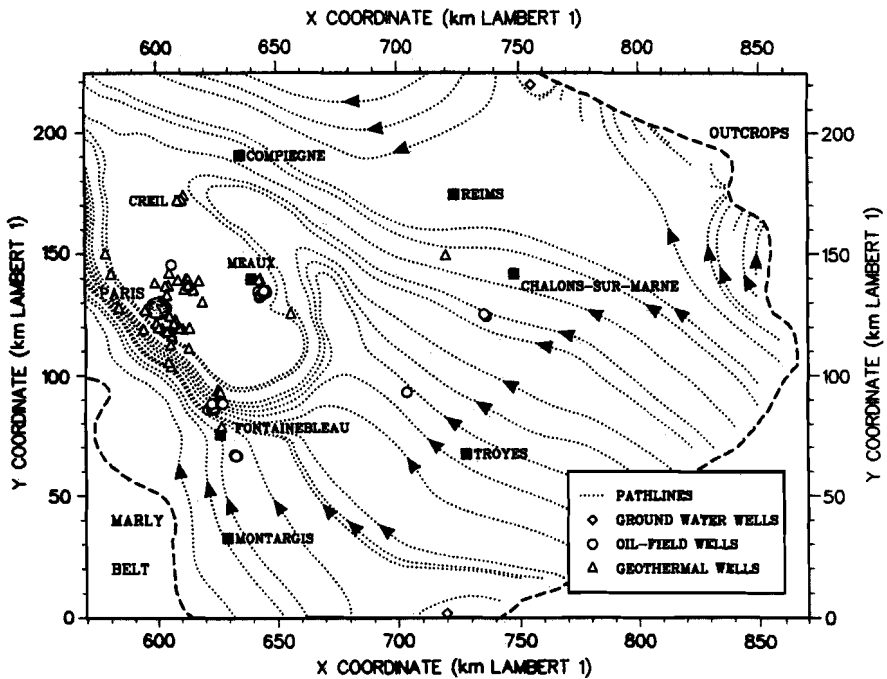 X COORDINATE (km LAMBERT 1)
600 650 700 750 800 850
Y COORDINATE (km LAMBERT 1)
200
150
100
50
0
200
150
100
50
0
Y COORDINATE (km LAMBERT 1)
OUTCROPS
COMPIEGNE
REIMS
CREIL
MEAUX
CHALONS-SUR-MARNE
PARIS
FONTAINEBLEAU
TROYES
MARLY
BELT
MONTARGIS
PATHLINES
GROUND WATER WELLS
OIL-FIELD WELLS
GEOTHERMAL WELLS
600 650 700 750 800 850
X COORDINATE (km LAMBERT 1)